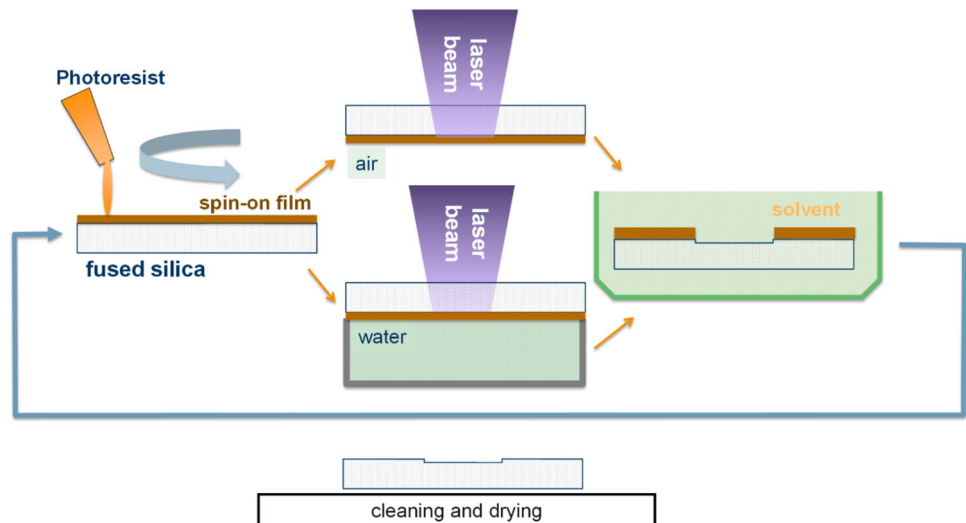 Photoresist
spin-on film
fused silica
laser
beam
air
laser
beam
water
solvent
cleaning and drying